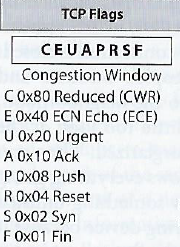 TCP Flags
C E U A P R S F
Congestion Window
C 0x80 Reduced (CWR)
E 0x40 ECN Echo (ECE)
U 0x20 Urgent
A 0x10 Ack
P 0x08 Push
R 0x04 Reset
S 0x02 Syn
F 0x01 Fin